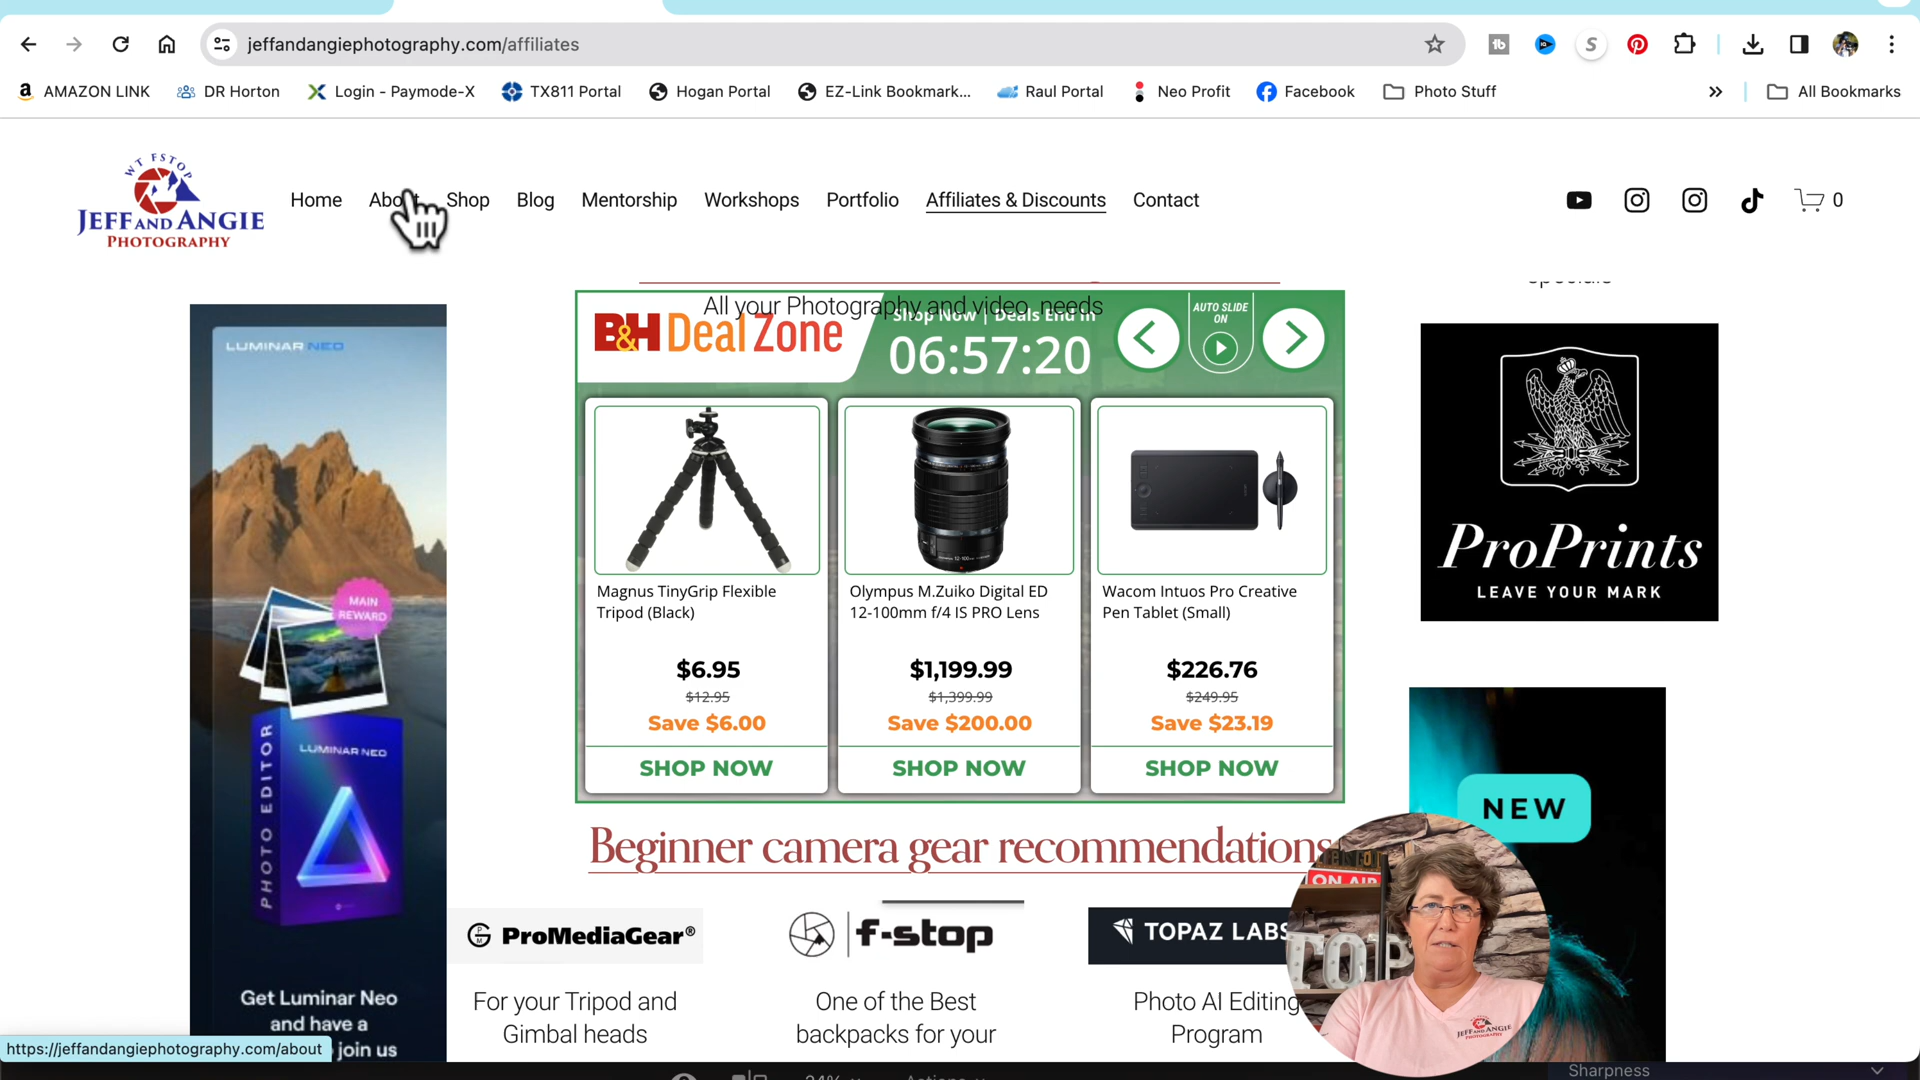 jeffandangiephotography.com/affiliates
AMAZON LINK
DR Horton
Login - Paymode-X
TX811 Portal
Hogan Portal
EZ-Link Bookmark...
Raul Portal
Neo Profit
Facebook
Photo Stuff
All Bookmarks
WT FSTOP
JEFF AND ANGIE
PHOTOGRAPHY
Home
About
Shop
Blog
Mentorship
Workshops
Portfolio
Affiliates & Discounts
Contact
0
All your Photography and video needs
B&H Deal Zone
Shop Now | Deals End In
06:57:20
AUTO SLIDE
ON
Magnus TinyGrip Flexible
Tripod (Black)
$6.95
$12.95
Save $6.00
SHOP NOW
Olympus M.Zuiko Digital ED
12-100mm f/4 IS PRO Lens
$1,199.99
$1,399.99
Save $200.00
SHOP NOW
Wacom Intuos Pro Creative
Pen Tablet (Small)
$226.76
$249.95
Save $23.19
SHOP NOW
LUMINAR NEO
MAIN
REWARD
LUMINAR NEO
PHOTO EDITOR
Get Luminar Neo
and have a
join us
ProPrints
LEAVE YOUR MARK
NEW
Beginner camera gear recommendations
ProMediaGear®
For your Tripod and
Gimbal heads
f-stop
One of the Best
backpacks for your
TOPAZ LABS
Photo AI Editing
Program
ON AIR
JEFF AND ANGIE
PHOTOGRAPHY
https://jeffandangiephotography.com/about
Sharpness